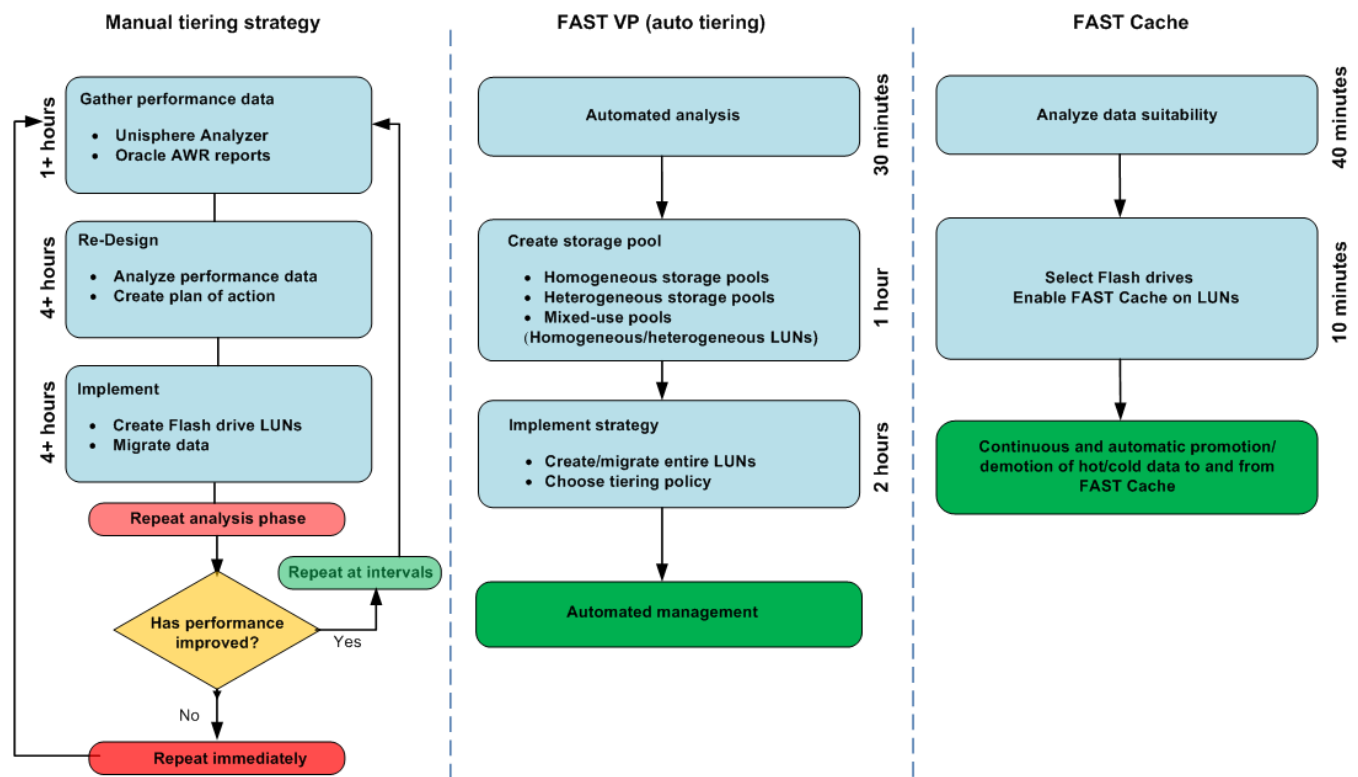 Manual tiering strategy
1+ hours
Gather performance data
• Unisphere Analyzer
• Oracle AWR reports
4+ hours
Re-Design
• Analyze performance data
• Create plan of action
4+ hours
Implement
• Create Flash drive LUNs
• Migrate data
Repeat analysis phase
Repeat at intervals
Has performance
improved?
Yes
No
Repeat immediately
FAST VP (auto tiering)
Automated analysis
30 minutes
Create storage pool
• Homogeneous storage pools
• Heterogeneous storage pools
• Mixed-use pools
(Homogeneous/heterogeneous LUNs)
1 hour
Implement strategy
• Create/migrate entire LUNs
• Choose tiering policy
2 hours
Automated management
FAST Cache
Analyze data suitability
40 minutes
Select Flash drives
Enable FAST Cache on LUNs
10 minutes
Continuous and automatic promotion/
demotion of hot/cold data to and from
FAST Cache